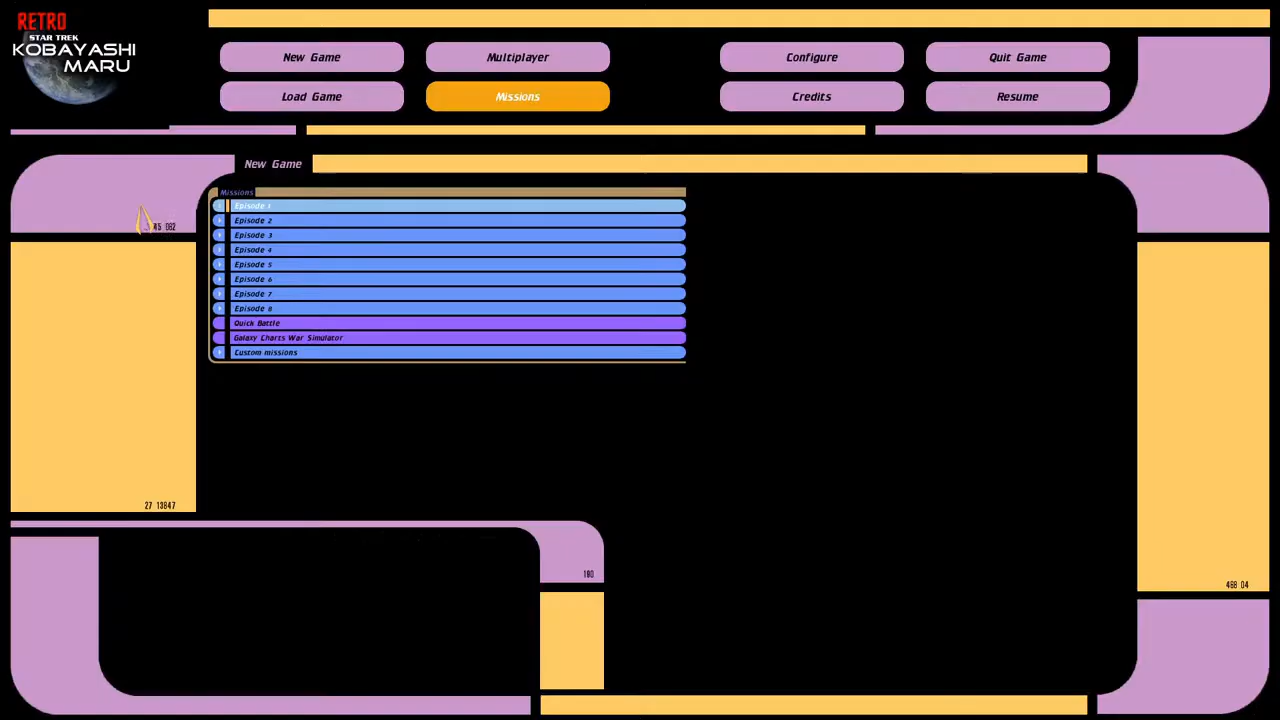 RETRO
STAR TREK
KOBAYASHI
MARU
New Game
Multiplayer
Configure
Quit Game
Load Game
Missions
Credits
Resume
New Game
Missions
Episode 1
Episode 2
Episode 3
Episode 4
Episode 5
Episode 6
Episode 7
Episode 8
Quick Battle
Galaxy Charts War Simulator
Custom missions
27 13847
180
468 04